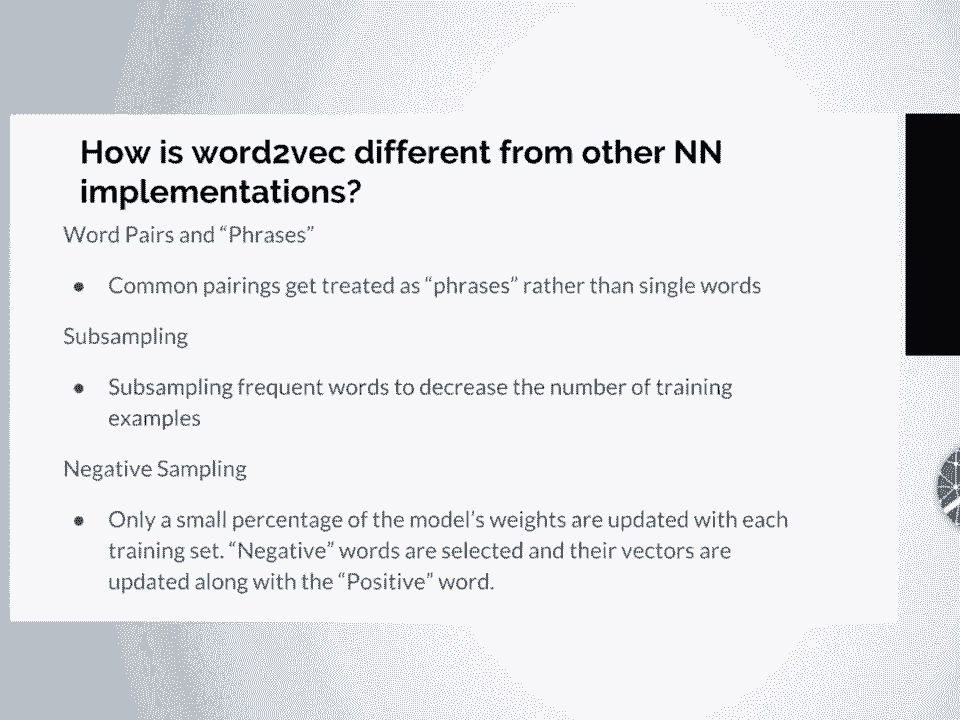 How is word2vec different from other NN
implementations?
Word Pairs and “Phrases”
● Common pairings get treated as “phrases” rather than single words
Subsampling
● Subsampling frequent words to decrease the number of training
examples
Negative Sampling
● Only a small percentage of the model’s weights are updated with each
training set. “Negative” words are selected and their vectors are
updated along with the “Positive” word.